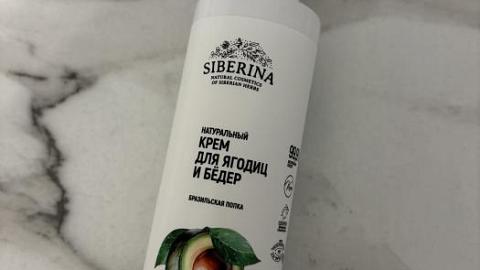 SIBERINA
NATURAL COSMETICS
OF SIBERIAN HERBS
НАТУРАЛЬНЫЙ
КРЕМ
ДЛЯ ЯГОДИЦ
И БЁДЕР
БРАЗИЛЬСКАЯ ПОПКА